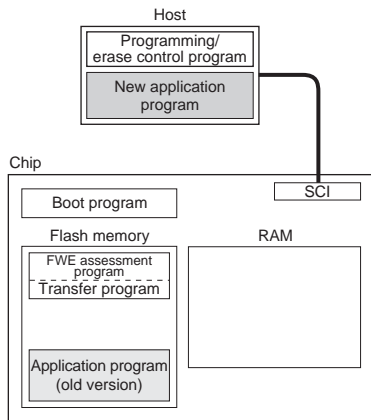 Host
Programming/
erase control program
New application
program
Chip
SCI
Boot program
Flash memory
RAM
FWE assessment
program
Transfer program
Application program
(old version)